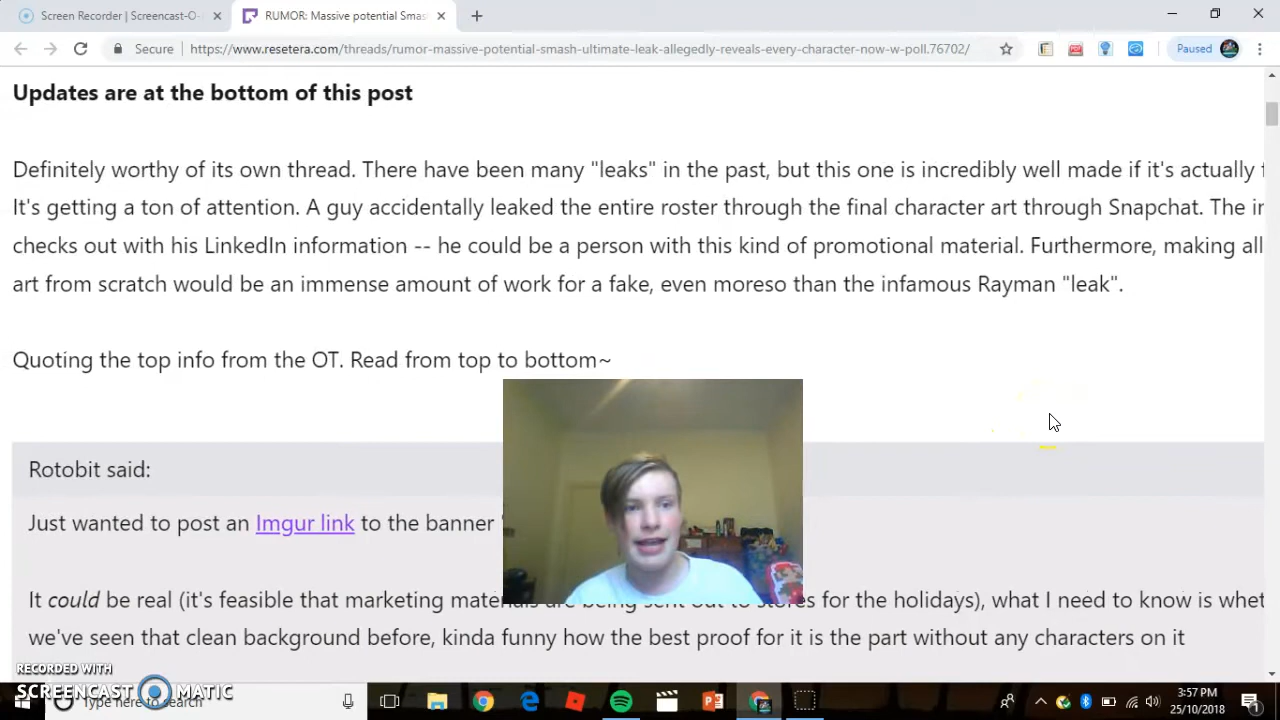 Screen Recorder | Screencast-O-
RUMOR: Massive potential Smas
Secure
https://www.resetera.com/threads/rumor-massive-potential-smash-ultimate-leak-allegedly-reveals-every-character-now-w-poll.76702/
Paused
Updates are at the bottom of this post
Definitely worthy of its own thread. There have been many "leaks" in the past, but this one is incredibly well made if it's actually
It's getting a ton of attention. A guy accidentally leaked the entire roster through the final character art through Snapchat. The
checks out with his LinkedIn information -- he could be a person with this kind of promotional material. Furthermore, making all
art from scratch would be an immense amount of work for a fake, even moreso than the infamous Rayman "leak".
Quoting the top info from the OT. Read from top to bottom~
Rotobit said:
Just wanted to post an Imgur link to the banner
It could be real (it's feasible that marketing materials are being sent out to stores for the holidays), what I need to know is
we've seen that clean background before, kinda funny how the best proof for it is the part without any characters on it
RECORDED WITH
SCREENCAST MATIC
Type here to search
3:57 PM
25/10/2018